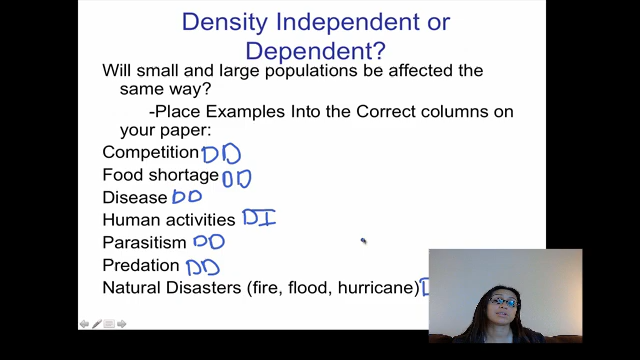 Density Independent or
Dependent?
Will small and large populations be affected the
same way?
-Place Examples Into the Correct columns on
your paper:
Competition DD
Food shortage DD
Disease DD
Human activities DI
Parasitism DD
Predation DD
Natural Disasters (fire, flood, hurricane)